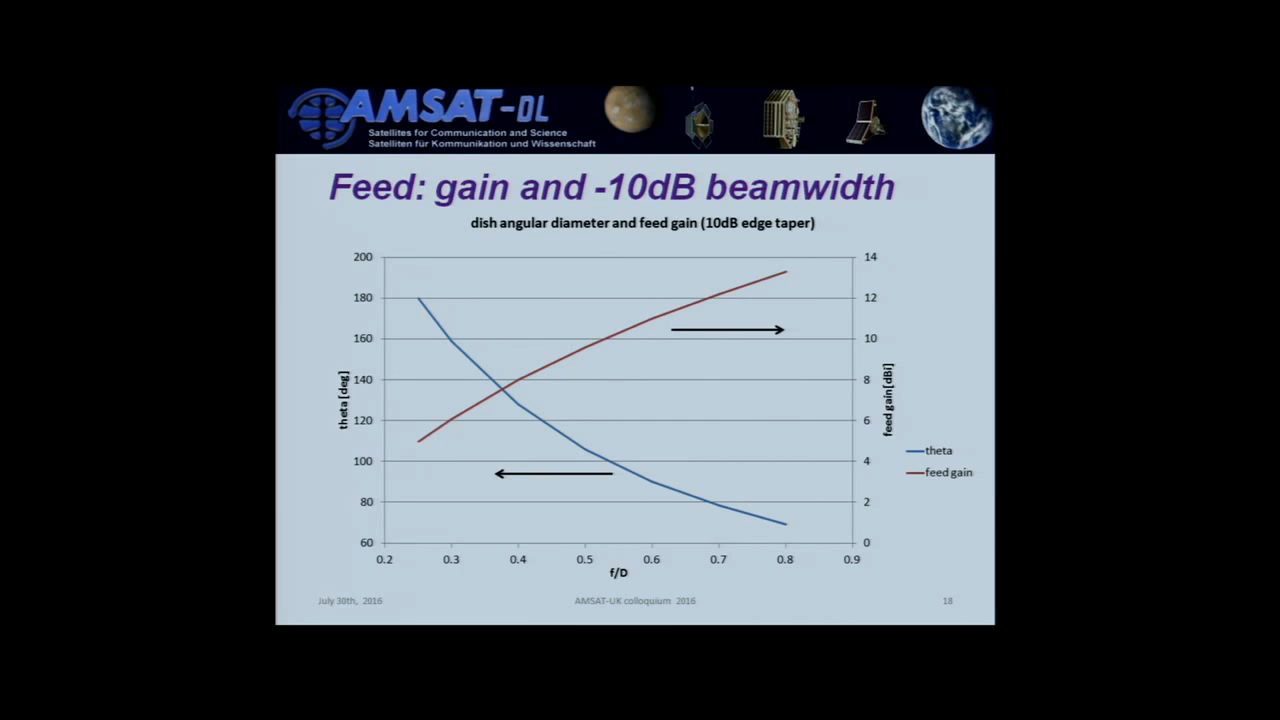 AMSAT-DL
Satellites for Communication and Science
Satelliten für Kommunikation und Wissenschaft
Feed: gain and -10dB beamwidth
dish angular diameter and feed gain (10dB edge taper)
200
180
160
140
120
100
80
60
theta [deg]
14
12
10
8
6
4
2
0
feed gain[dBi]
theta
feed gain
0.2 0.3 0.4 0.5 0.6 0.7 0.8 0.9
f/D
July 30th, 2016 AMSAT-UK colloquium 2016 18